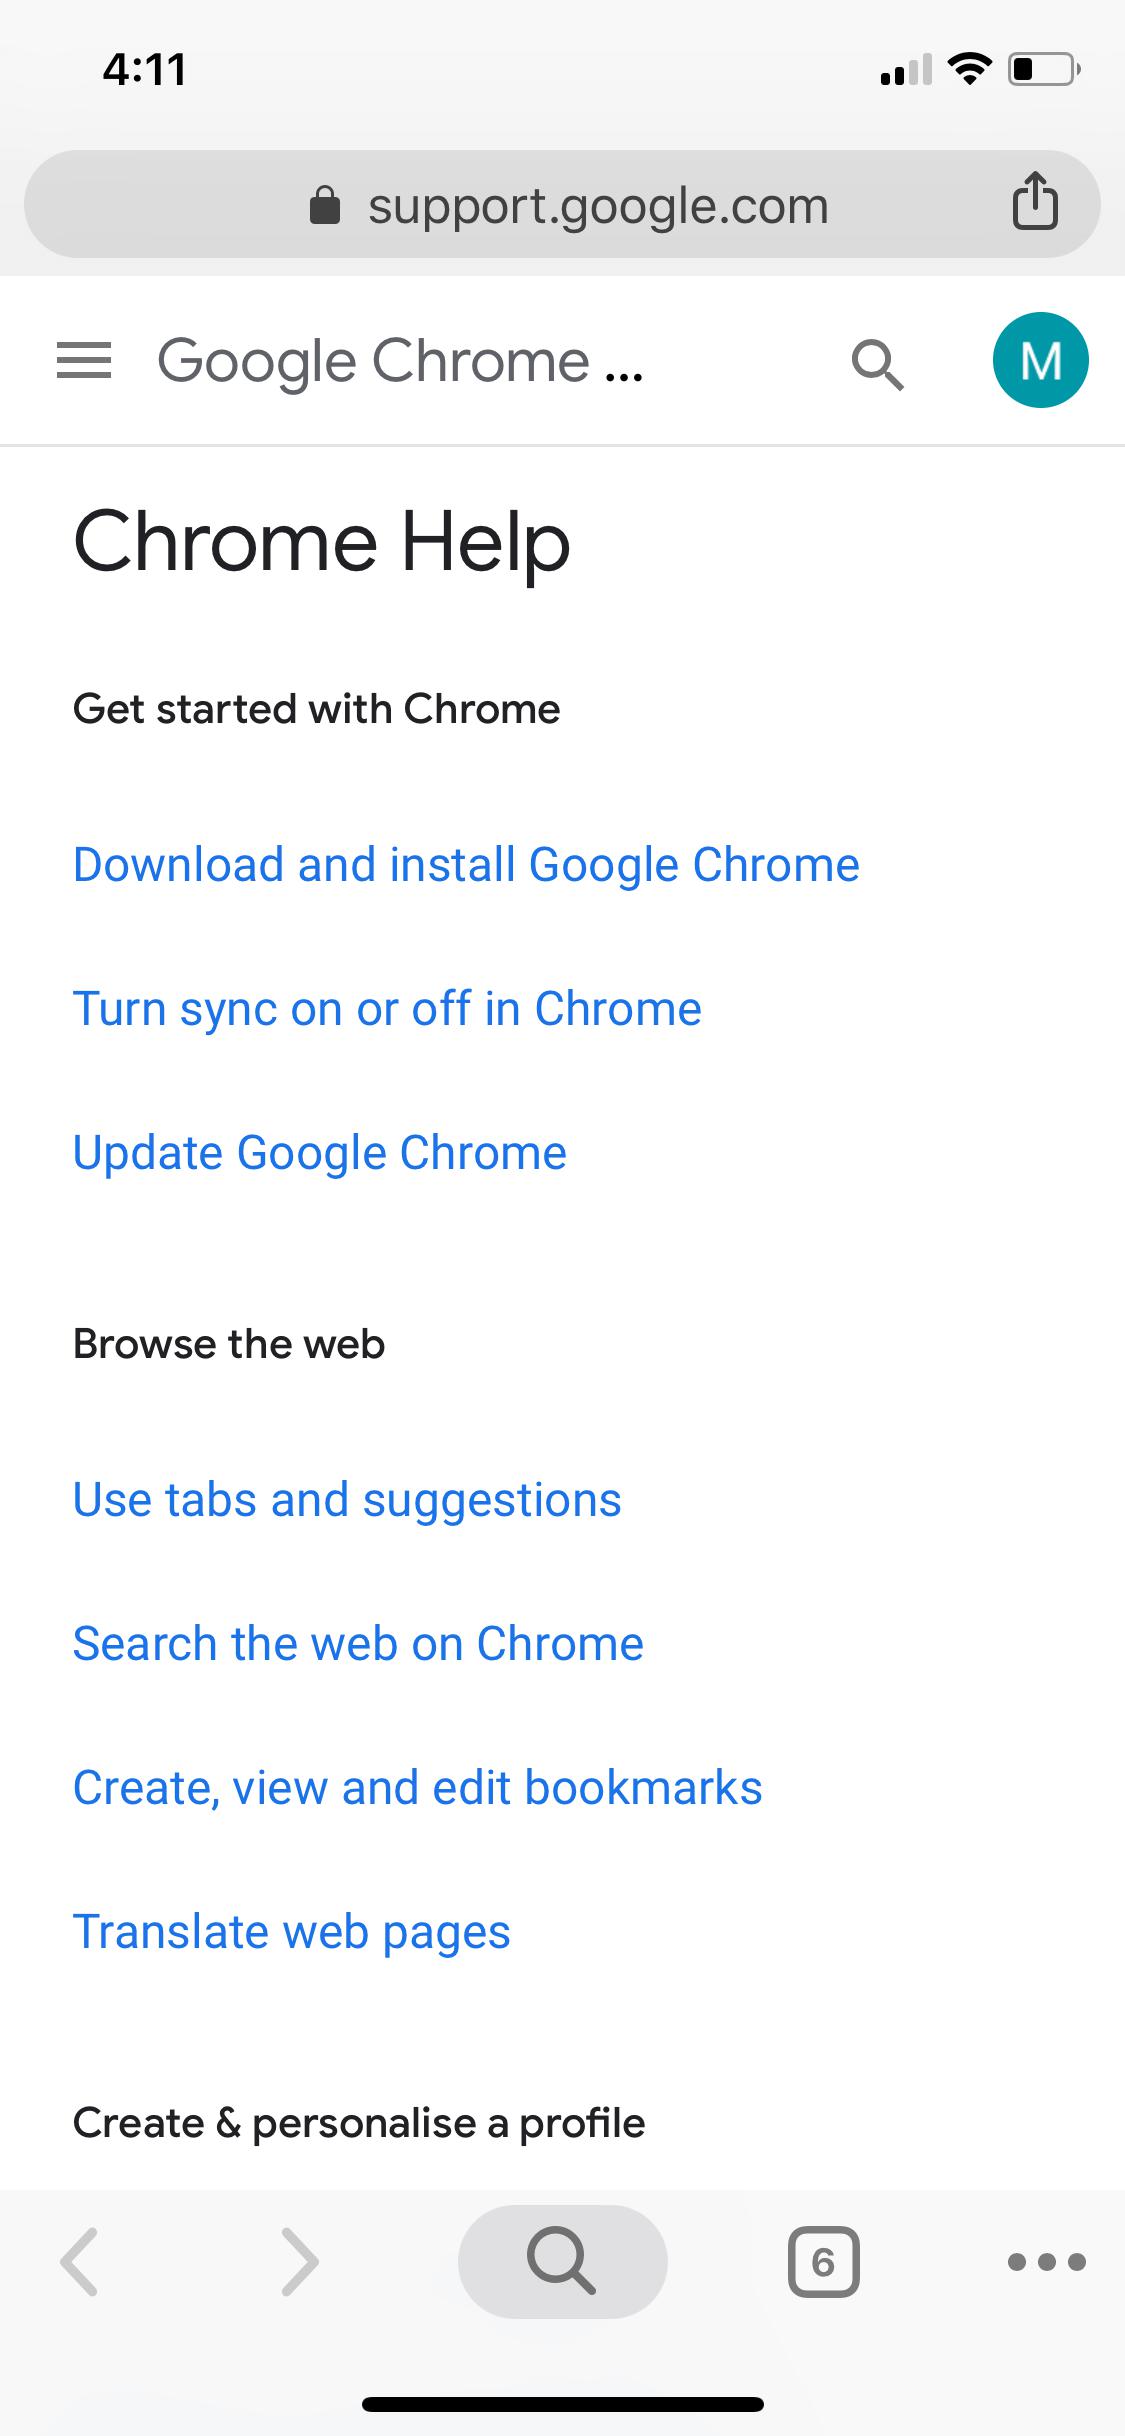 4:11
support.google.com
Google Chrome ...
M
Chrome Help
Get started with Chrome
Download and install Google Chrome
Turn sync on or off in Chrome
Update Google Chrome
Browse the web
Use tabs and suggestions
Search the web on Chrome
Create, view and edit bookmarks
Translate web pages
Create & personalise a profile
6